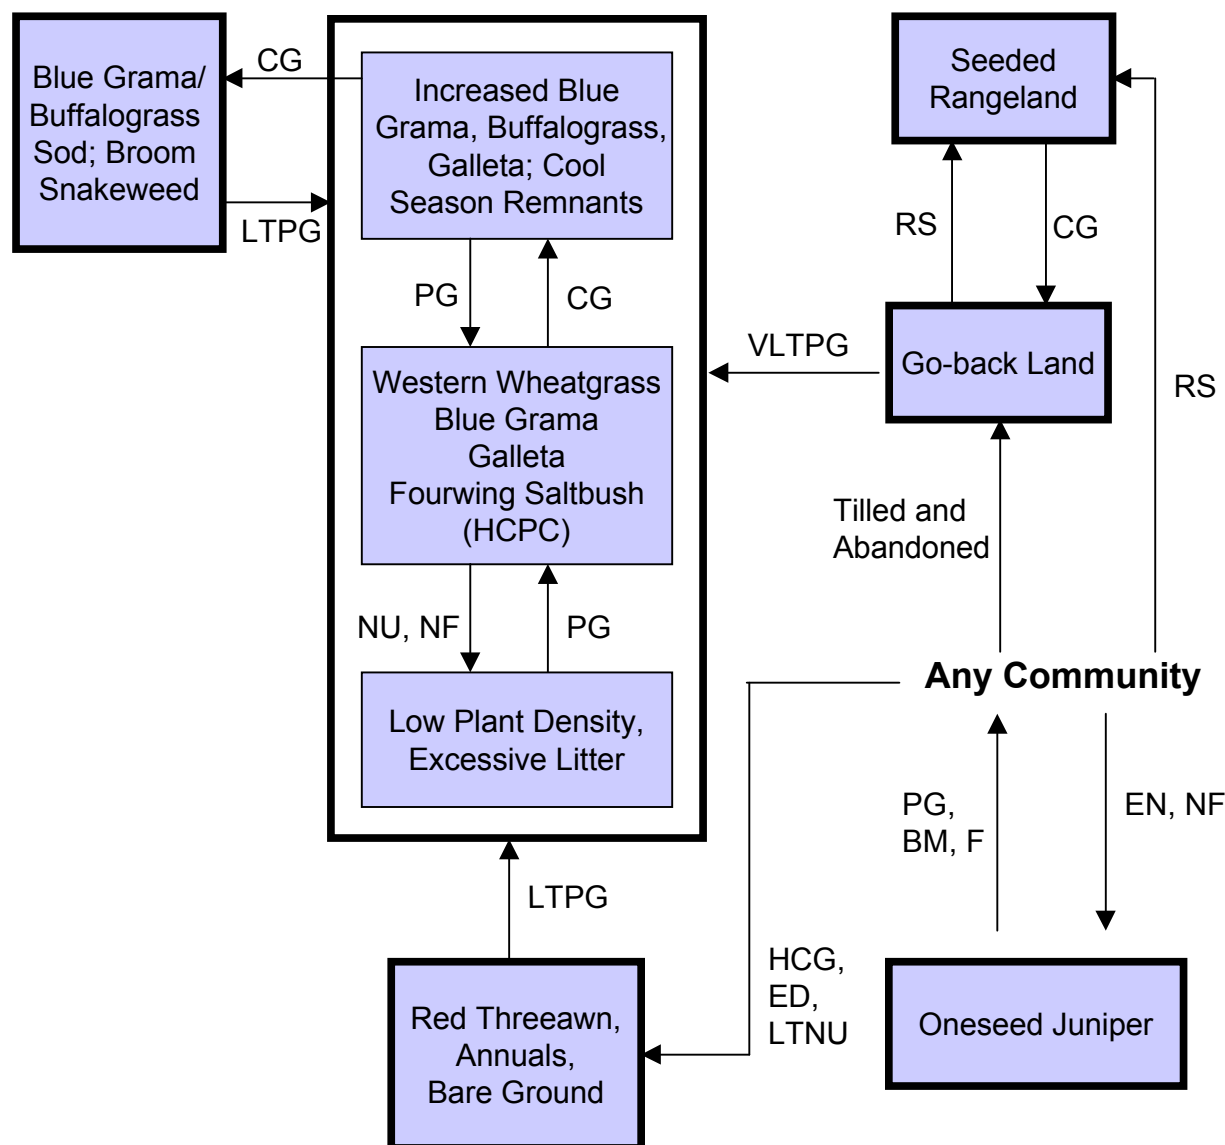 Blue Grama/
Buffalograss
Sod; Broom
Snakeweed
CG
LTPG
Increased Blue
Grama, Buffalograss,
Galleta; Cool
Season Remnants
PG
CG
Western Wheatgrass
Blue Grama
Galleta
Fourwing Saltbush
(HCPC)
NU, NF
PG
Low Plant Density,
Excessive Litter
LTPG
Red Threeawn,
Annuals,
Bare Ground
Seeded
Rangeland
RS
CG
VLTPG
Go-back Land
RS
Tilled and
Abandoned
Any Community
PG,
BM, F
EN, NF
HCG,
ED,
LTNU
Oneseed Juniper